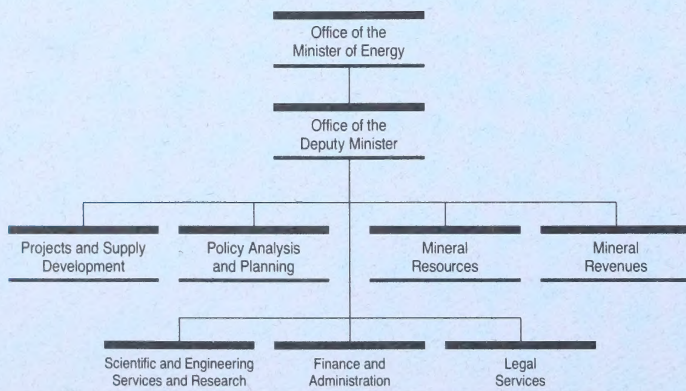 Office of the
Minister of Energy
Office of the
Deputy Minister
Projects and Supply
Development
Policy Analysis
and Planning
Mineral
Resources
Mineral
Revenues
Scientific and Engineering
Services and Research
Finance and
Administration
Legal
Services